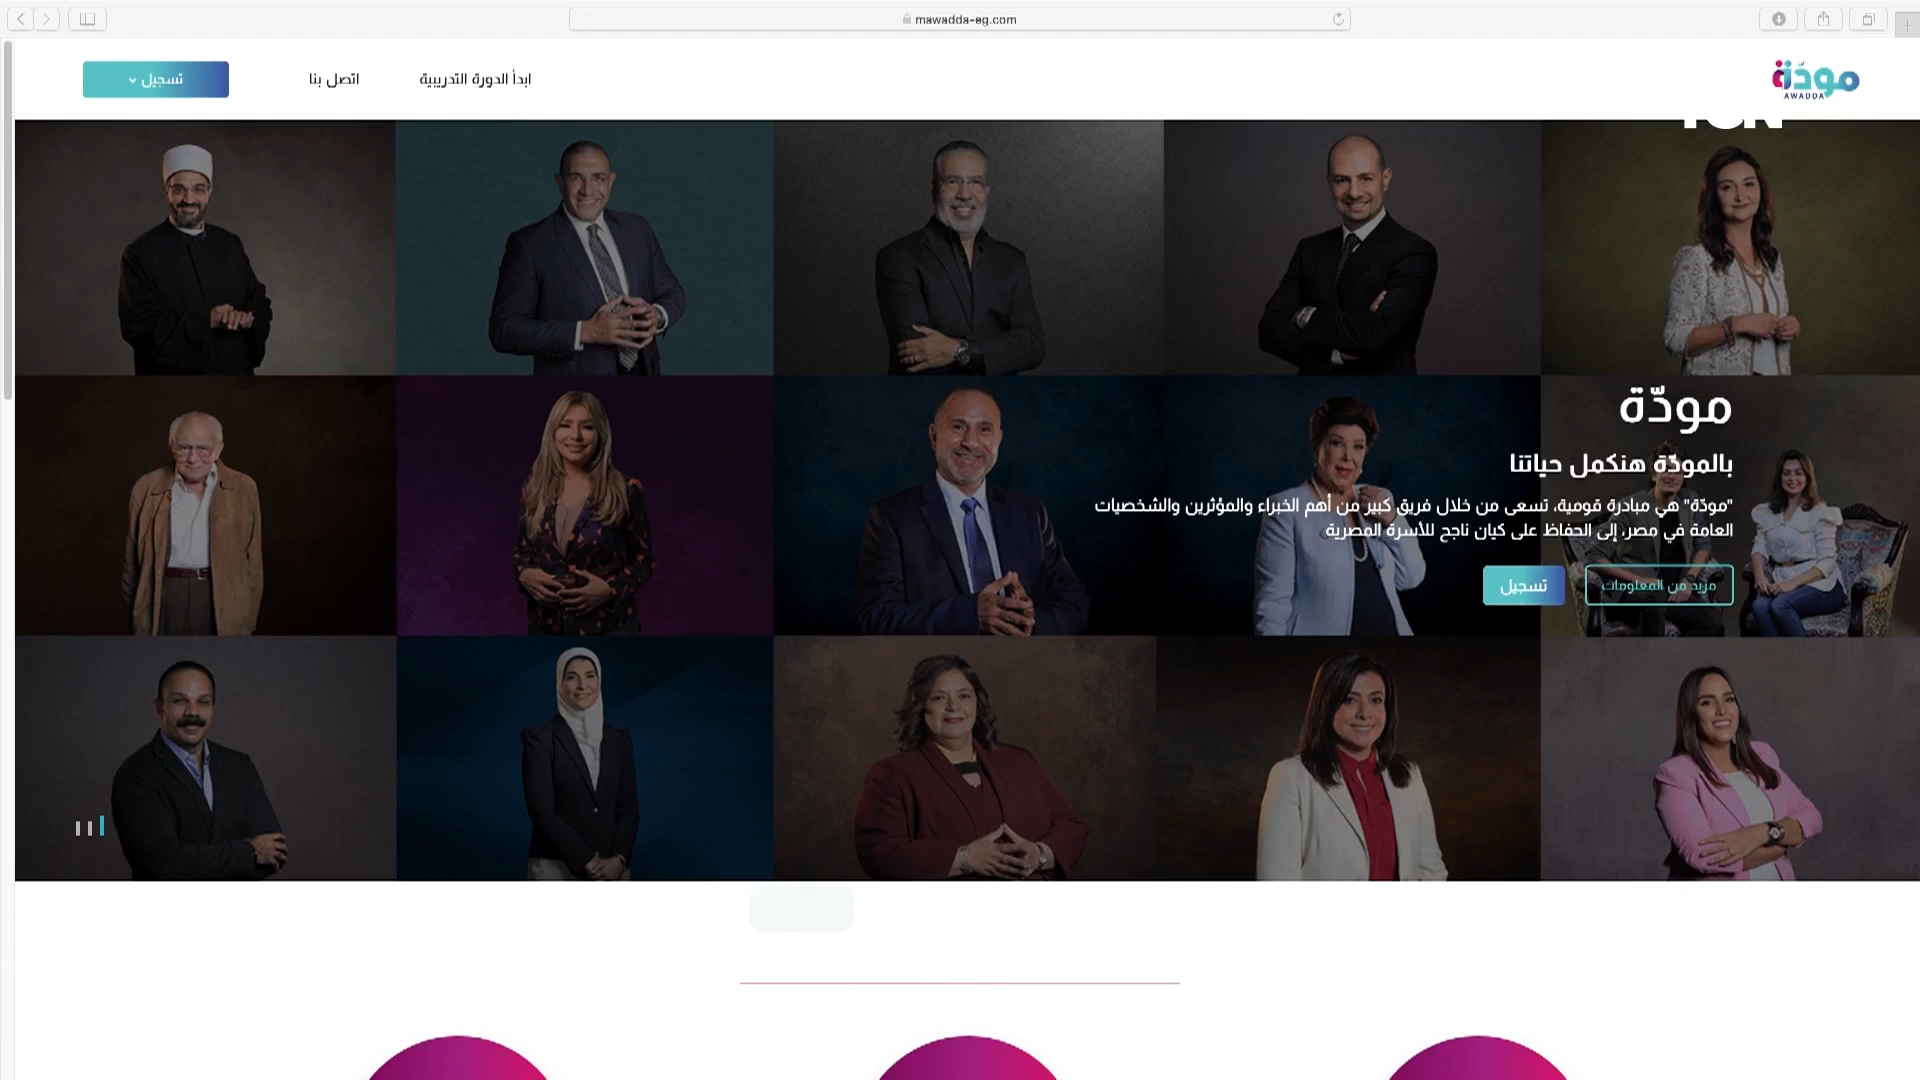 mawadda-eg.com
مودّة
AWADDA
ابدأ الدورة التدريبية
اتصل بنا
تسجيل
مودّة
بالمودّة هنكمل حياتنا
"مودّة" هي مبادرة قومية، تسعى من خلال فريق كبير من أهم الخبراء والمؤثرين والشخصيات
العامة في مصر، إلى الحفاظ على كيان ناجح للأسرة المصرية
مزيد من المعلومات
تسجيل